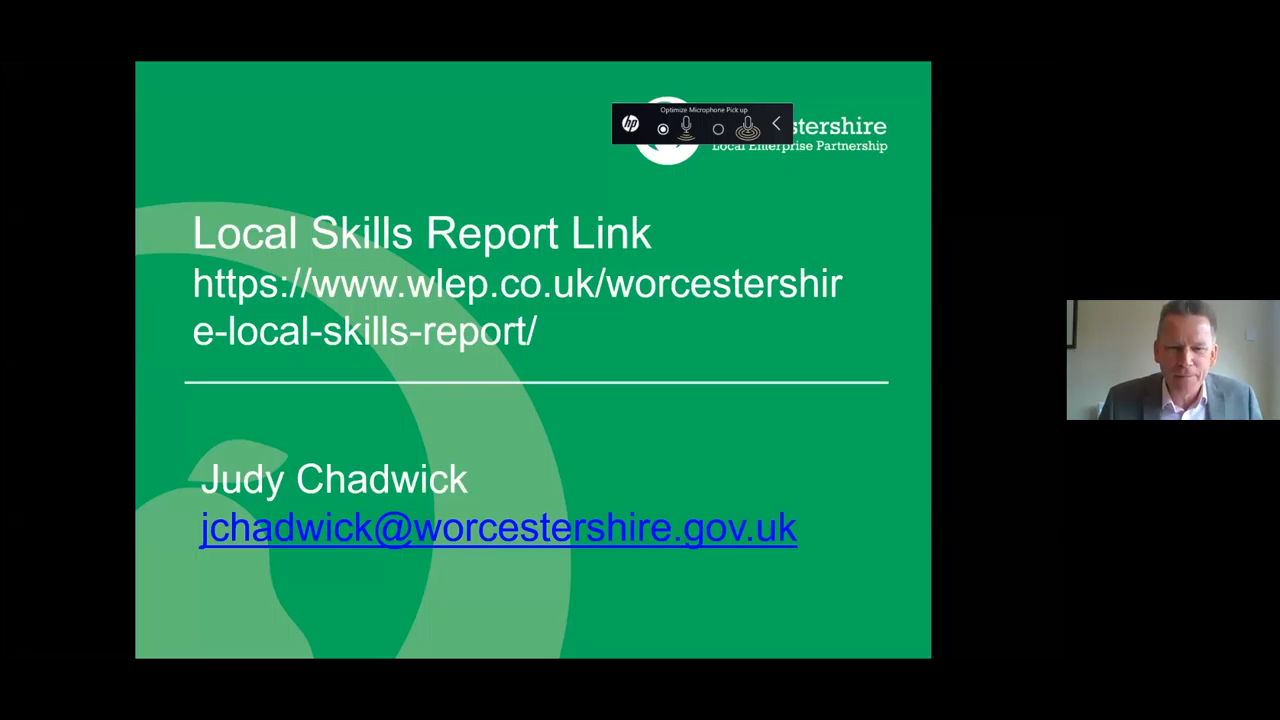 Optimize Microphone Pick up
hp
stershire
Local Enterprise Partnership
Local Skills Report Link
https://www.wlep.co.uk/worcestershir
e-local-skills-report/
Judy Chadwick
jchadwick@worcestershire.gov.uk